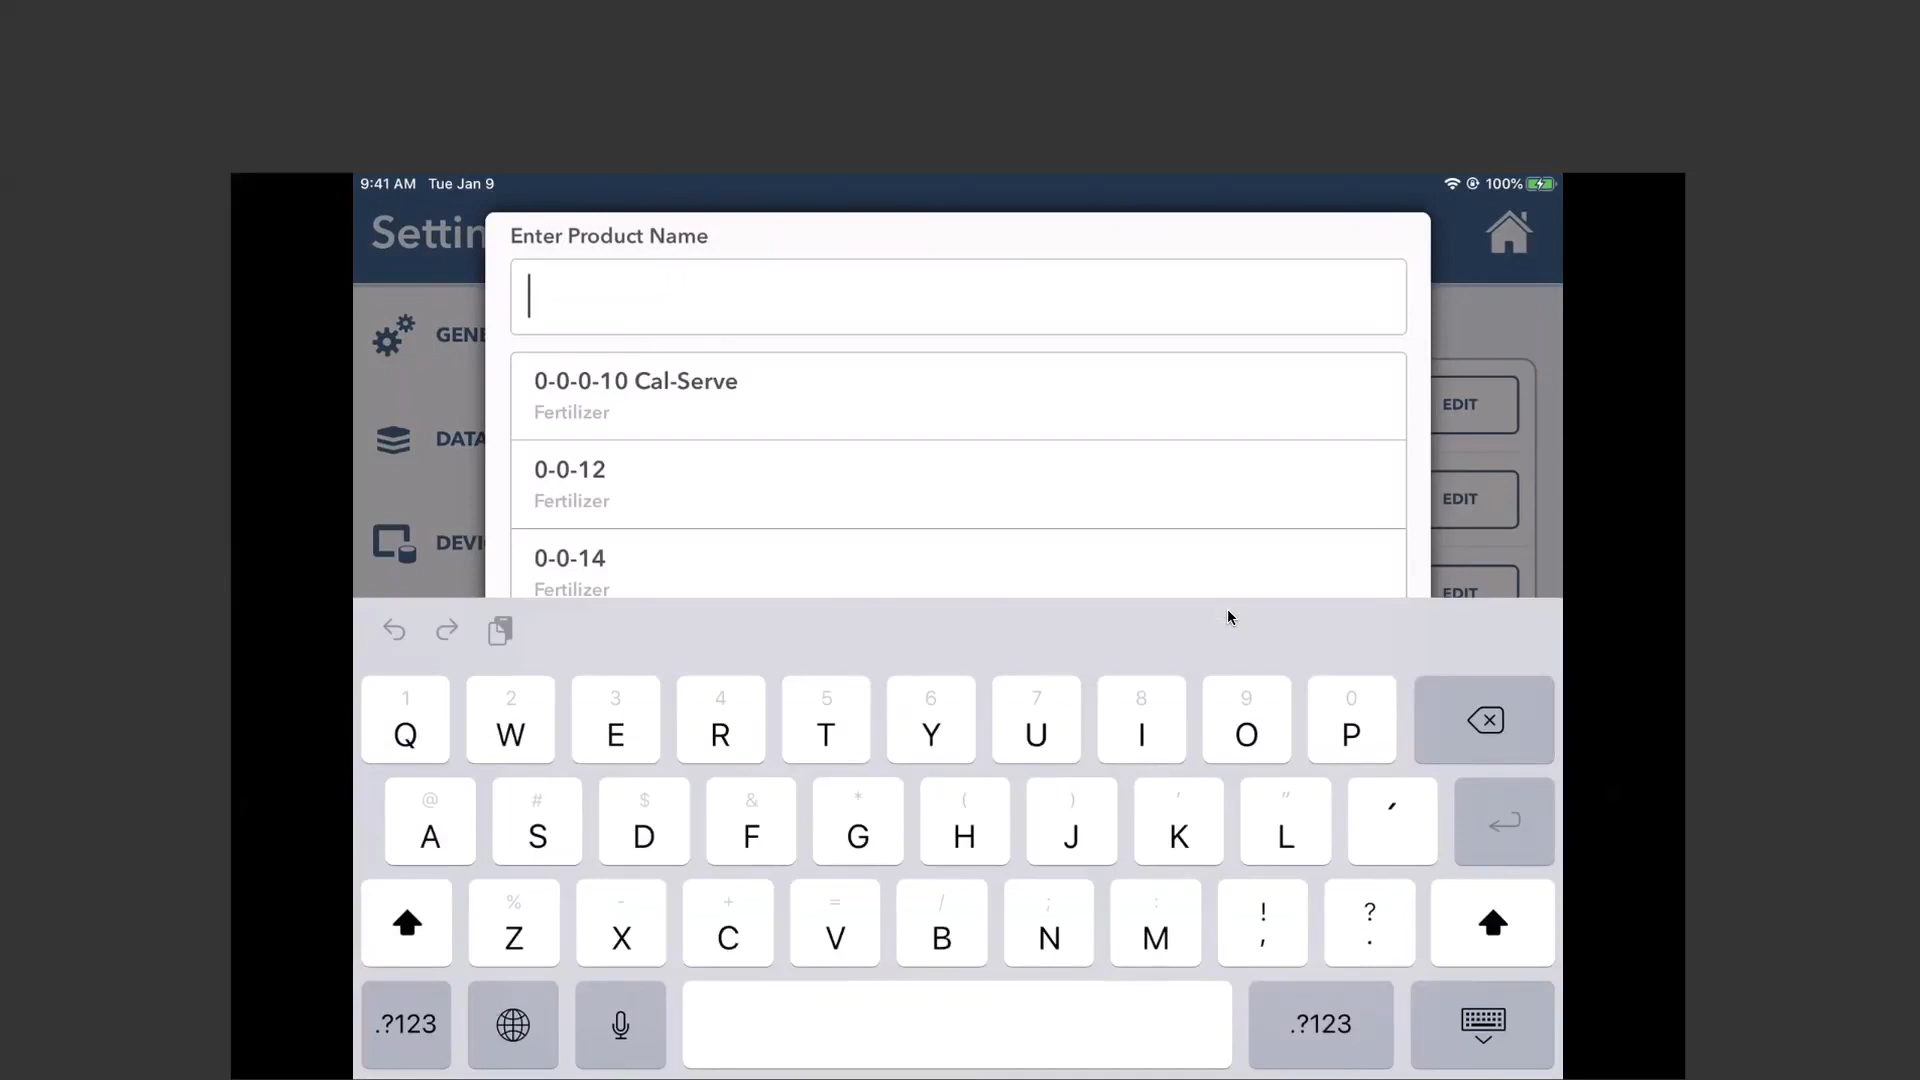 9:41 AM Tue Jan 9
100%
Settin
Enter Product Name
GENE
0-0-0-10 Cal-Serve
Fertilizer
EDIT
DATA
0-0-12
Fertilizer
EDIT
DEVI
0-0-14
Fertilizer
EDIT
1 2 3 4 5 6 7 8 9 0
Q W E R T Y U I O P
@ # $ & * ( ) ' "
A S D F G H J K L ´
% - + = / ; : ! ?
Z X C V B N M , .
.?123 .?123